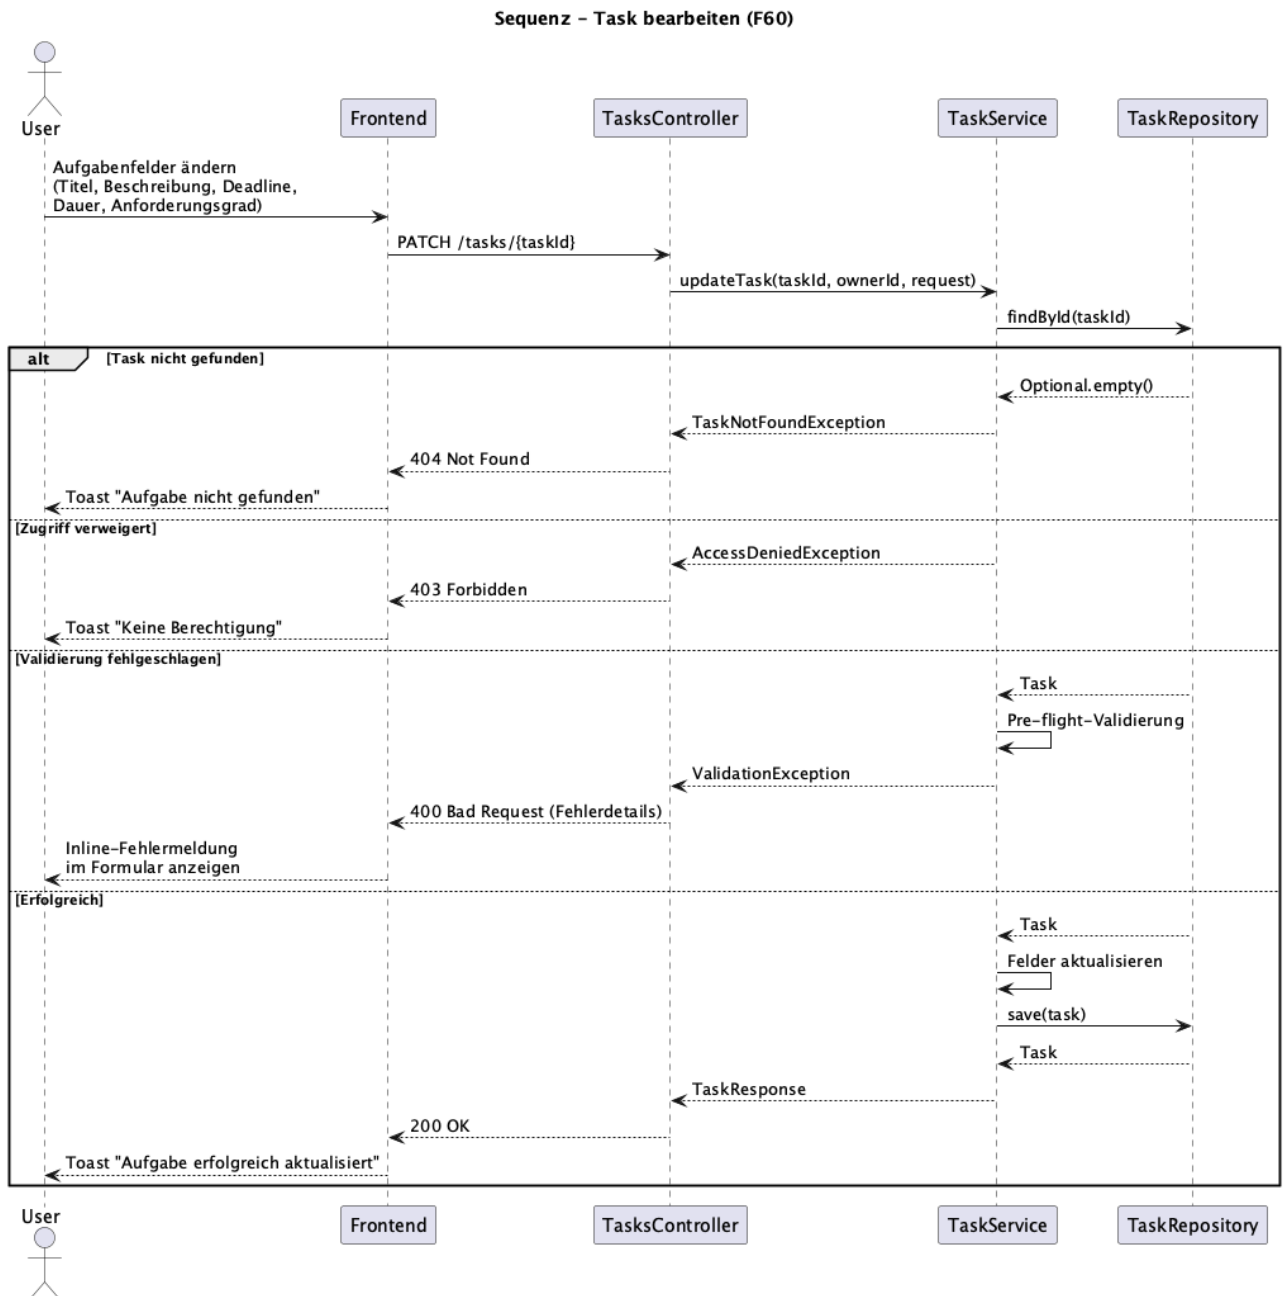 Sequenz - Task bearbeiten (F60)
User
Frontend
TasksController
TaskService
TaskRepository
Aufgabenfelder ändern
(Titel, Beschreibung, Deadline,
Dauer, Anforderungsgrad)
PATCH /tasks/{taskId}
updateTask(taskId, ownerId, request)
findById(taskId)
alt
[Task nicht gefunden]
Optional.empty()
TaskNotFoundException
404 Not Found
Toast "Aufgabe nicht gefunden"
[Zugriff verweigert]
AccessDeniedException
403 Forbidden
Toast "Keine Berechtigung"
[Validierung fehlgeschlagen]
Task
Pre-flight-Validierung
ValidationException
400 Bad Request (Fehlerdetails)
Inline-Fehlermeldung
im Formular anzeigen
[Erfolgreich]
Task
Felder aktualisieren
save(task)
Task
TaskResponse
200 OK
Toast "Aufgabe erfolgreich aktualisiert"
User
Frontend
TasksController
TaskService
TaskRepository